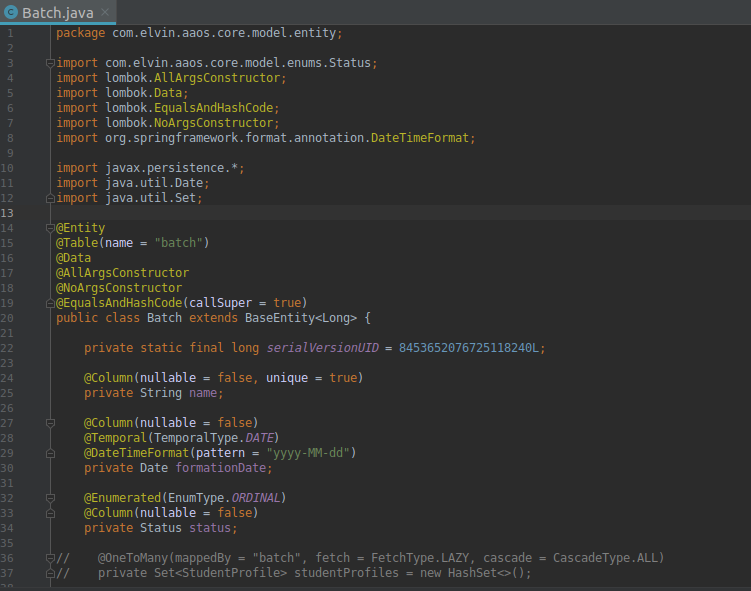 Batch.java
1 package com.elvin.aaos.core.model.entity;
2
3 import com.elvin.aaos.core.model.enums.Status;
4 import lombok.AllArgsConstructor;
5 import lombok.Data;
6 import lombok.EqualsAndHashCode;
7 import lombok.NoArgsConstructor;
8 import org.springframework.format.annotation.DateTimeFormat;
9
10 import javax.persistence.*;
11 import java.util.Date;
12 import java.util.Set;
13
14 @Entity
15 @Table(name = "batch")
16 @Data
17 @AllArgsConstructor
18 @NoArgsConstructor
19 @EqualsAndHashCode(callSuper = true)
20 public class Batch extends BaseEntity<Long> {
21
22     private static final long serialVersionUID = 8453652076725118240L;
23
24     @Column(nullable = false, unique = true)
25     private String name;
26
27     @Column(nullable = false)
28     @Temporal(TemporalType.DATE)
29     @DateTimeFormat(pattern = "yyyy-MM-dd")
30     private Date formationDate;
31
32     @Enumerated(EnumType.ORDINAL)
33     @Column(nullable = false)
34     private Status status;
35
36 //    @OneToMany(mappedBy = "batch", fetch = FetchType.LAZY, cascade = CascadeType.ALL)
37 //    private Set<StudentProfile> studentProfiles = new HashSet<>();